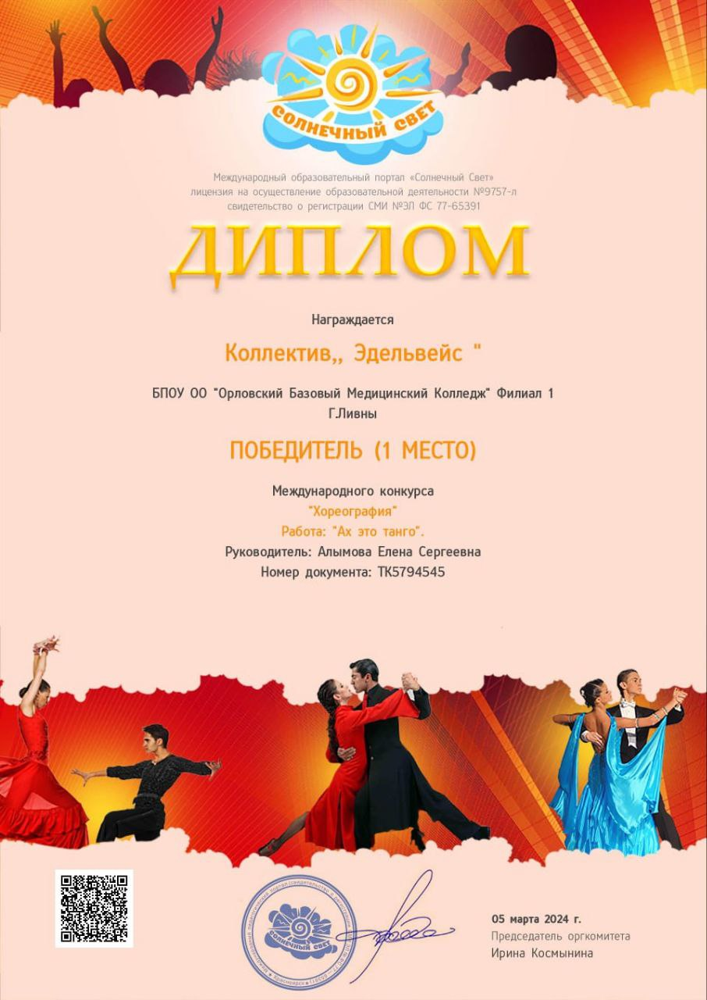 СОЛНЕЧНЫЙ СВЕТ
Международный образовательный портал «Солнечный Свет»
лицензия на осуществление образовательной деятельности №9757-л
свидетельство о регистрации СМИ №ЭЛ ФС 77-65391
ДИПЛОМ
Награждается
Коллектив,, Эдельвейс "
БПОУ ОО "Орловский Базовый Медицинский Колледж" Филиал 1
Г.Ливны
ПОБЕДИТЕЛЬ (1 МЕСТО)
Международного конкурса
"Хореография"
Работа: "Ах это танго".
Руководитель: Алымова Елена Сергеевна
Номер документа: ТК5794545
СОЛНЕЧНЫЙ СВЕТ
05 марта 2024 г.
Председатель оргкомитета
Ирина Космынина